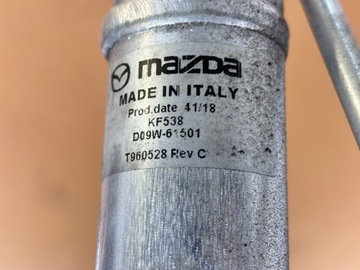 mazda
MADE IN ITALY
Prod.date 41/18
KF538
D09W-61501
T960528 Rev C